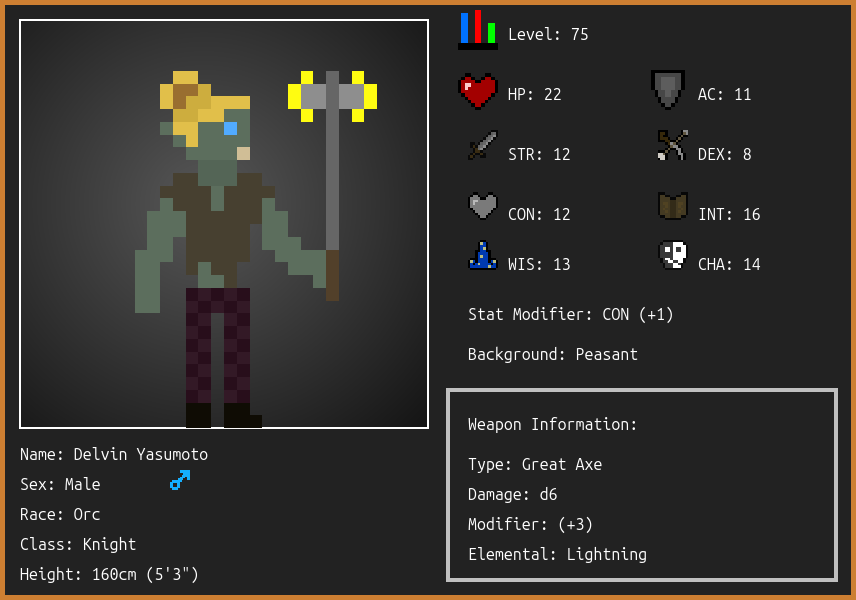 Level: 75
HP: 22
AC: 11
STR: 12
DEX: 8
CON: 12
INT: 16
WIS: 13
CHA: 14
Stat Modifier: CON (+1)
Background: Peasant
Weapon Information:
Type: Great Axe
Damage: d6
Modifier: (+3)
Elemental: Lightning
Name: Delvin Yasumoto
Sex: Male
Race: Orc
Class: Knight
Height: 160cm (5'3")